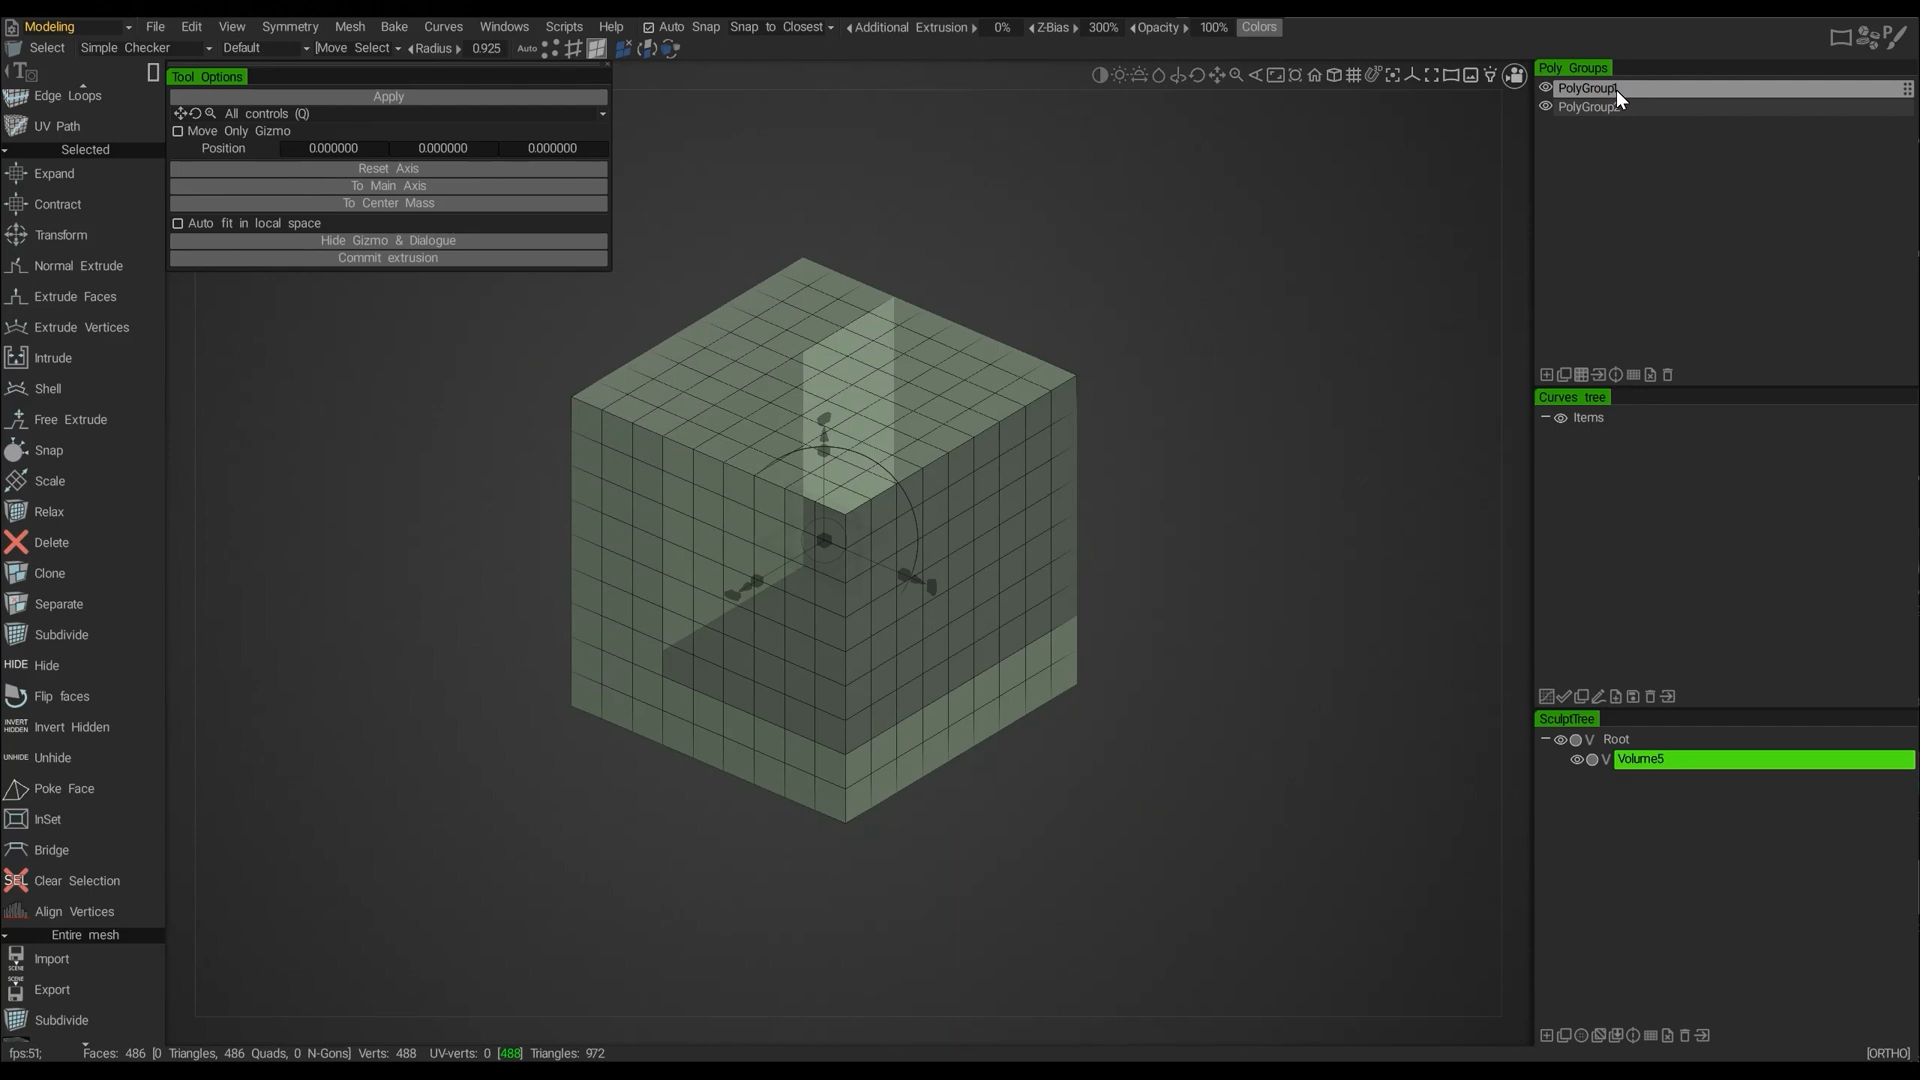 Modeling File Edit View Symmetry Mesh Bake Curves Windows Scripts Help Auto Snap Snap to Closest Additional Extrusion 0% Z-Bias 300% Opacity 100% Colors
Select Simple Checker Default [Move Select Radius 0.925 Auto
Tool Options
Apply
All controls (Q)
Move Only Gizmo
Position 0.000000 0.000000 0.000000
Reset Axis
To Main Axis
To Center Mass
Auto fit in local space
Hide Gizmo & Dialogue
Commit extrusion
Edge Loops
UV Path
Selected
Expand
Contract
Transform
Normal Extrude
Extrude Faces
Extrude Vertices
Intrude
Shell
Free Extrude
Snap
Scale
Relax
Delete
Clone
Separate
Subdivide
HIDE Hide
Flip faces
INVERT HIDDEN Invert Hidden
UNHIDE Unhide
Poke Face
InSet
Bridge
SEL Clear Selection
Align Vertices
Entire mesh
SCENE Import
SCENE Export
Subdivide
Poly Groups
PolyGroup1
PolyGroup2
Curves tree
Items
SculptTree
V Root
V Volume5
fps:51; Faces: 486 [0 Triangles, 486 Quads, 0 N-Gons] Verts: 488 UV-verts: 0 [488] Triangles: 972 [ORTHO]